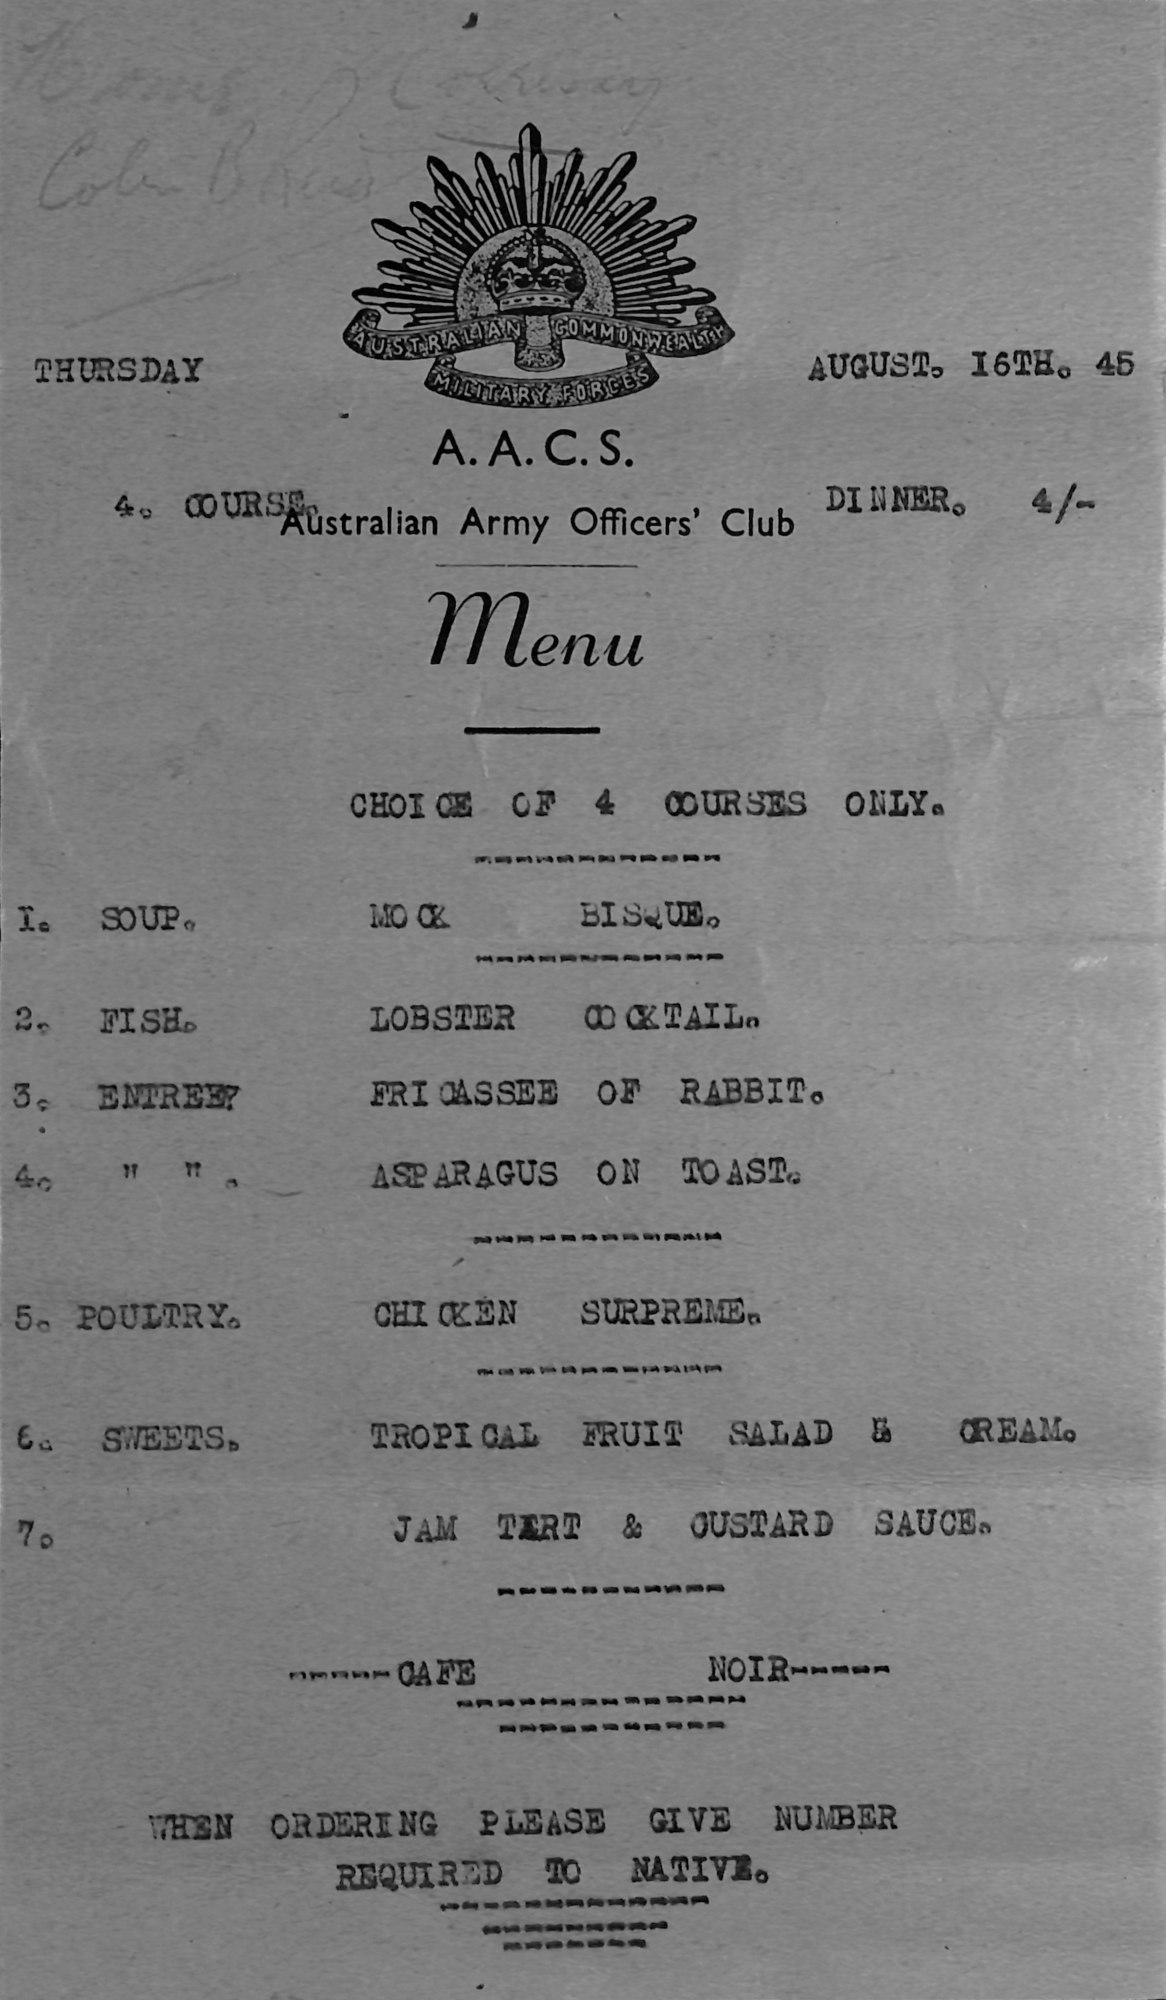 AUSTRALIAN COMMONWEALTH
MILITARY FORCES
THURSDAY AUGUST. 16TH. 45
A.A.C.S.
4. COURSE. DINNER. 4/-
Australian Army Officers' Club
Menu
CHOICE OF 4 COURSES ONLY.
------------
1. SOUP. MOCK BISQUE.
------------
2. FISH. LOBSTER COCKTAIL.
3. ENTREE? FRICASSEE OF RABBIT.
4. " " . ASPARAGUS ON TOAST.
------------
5. POULTRY. CHICKEN SURPREME.
------------
6. SWEETS. TROPICAL FRUIT SALAD & CREAM.
7. JAM TART & CUSTARD SAUCE.
-----------
-----CAFE NOIR-----
--------------
-----------
WHEN ORDERING PLEASE GIVE NUMBER
REQUIRED TO NATIVE.
-------------
---------
-------